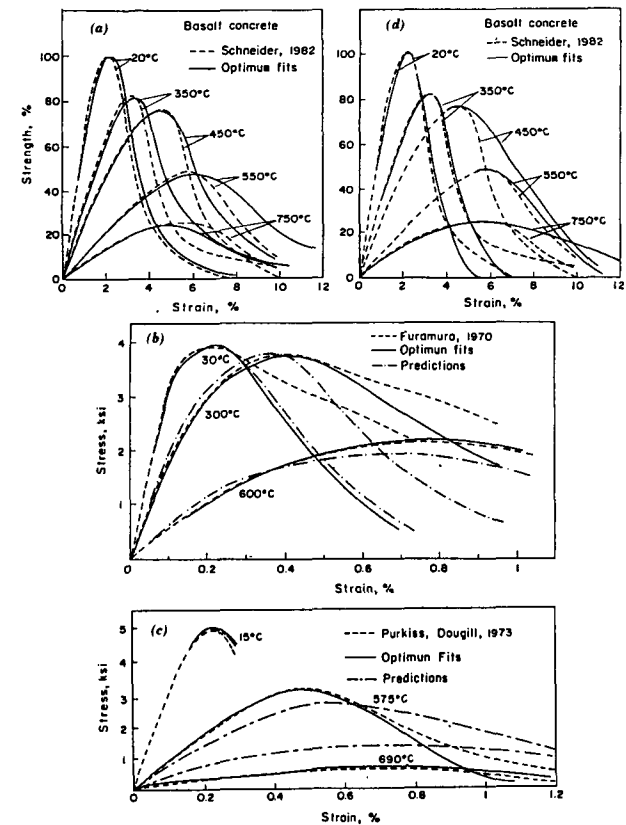 (a) Basalt concrete
Schneider, 1982
Optimum fits
20°C
350°C
450°C
550°C
750°C
Strength, %
100
80
60
40
20
0
0 2 4 6 8 10 12
Strain, %
(d) Basalt concrete
Schneider, 1982
Optimum fits
20°C
350°C
450°C
550°C
750°C
100
80
60
40
20
0
0 2 4 6 8 10 12
Strain, %
(b)
Furamura, 1970
Optimun fits
Predictions
30°C
300°C
600°C
Stress, ksi
4
3
2
1
0 0.2 0.4 0.6 0.8 1
Strain, %
(c)
15°C
Purkiss, Dougill, 1973
Optimun Fits
Predictions
575°C
690°C
Stress, ksi
5
4
3
2
1
0 0.2 0.4 0.6 0.8 1.0 1.2
Strain, %